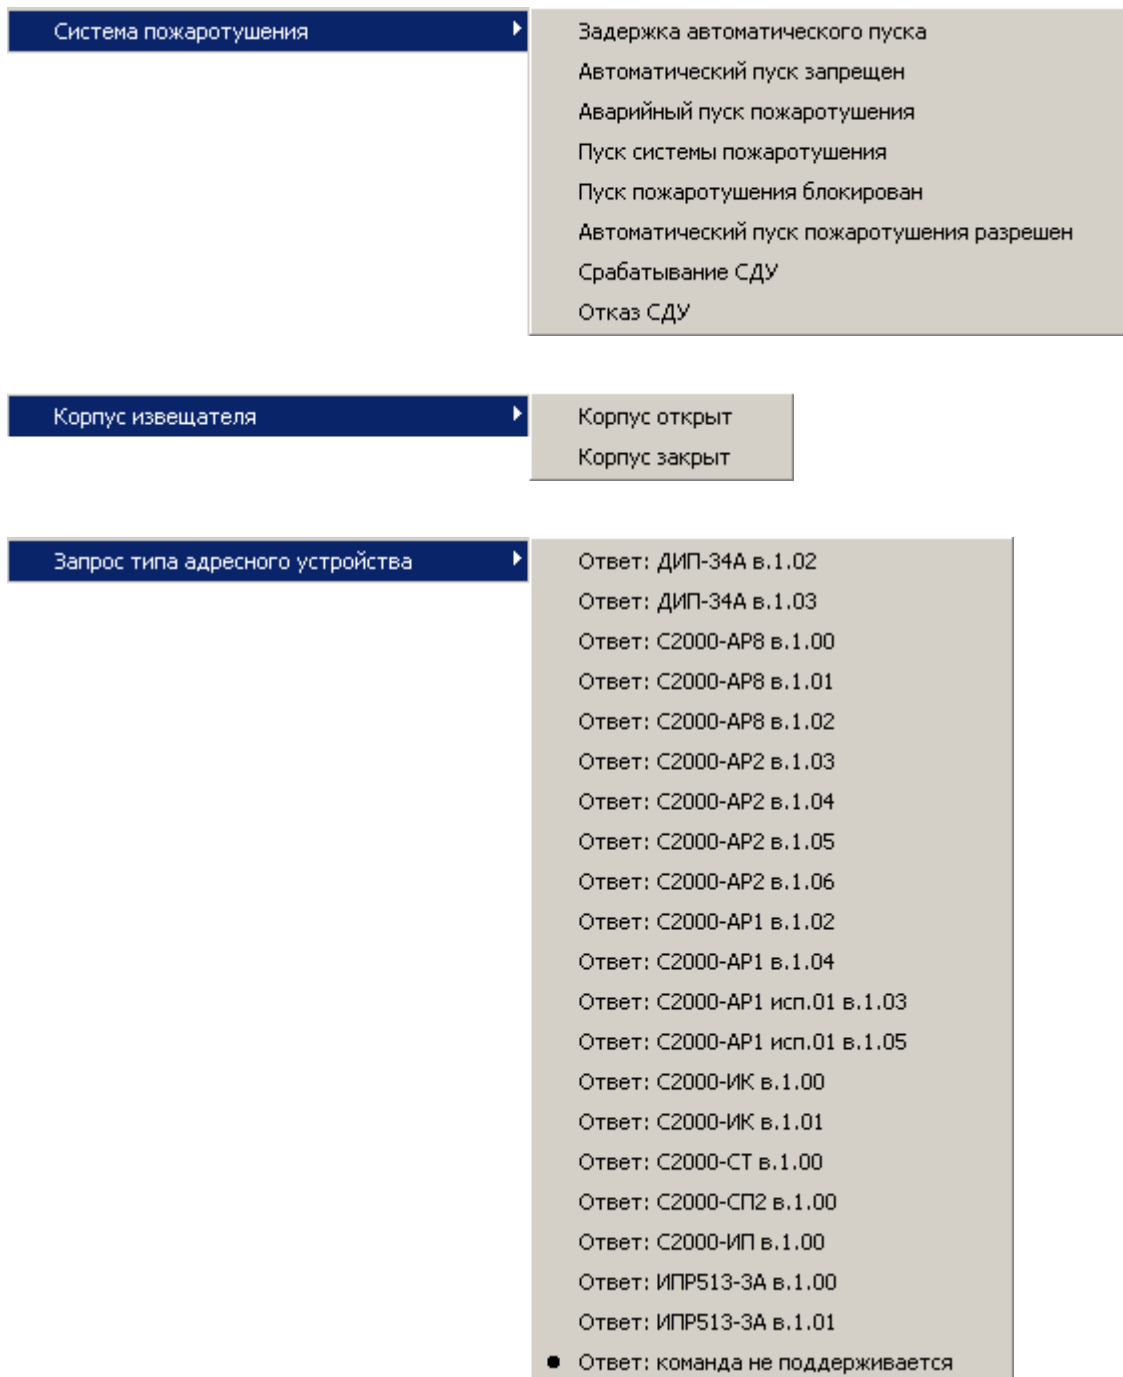 Система пожаротушения
Задержка автоматического пуска
Автоматический пуск запрещен
Аварийный пуск пожаротушения
Пуск системы пожаротушения
Пуск пожаротушения блокирован
Автоматический пуск пожаротушения разрешен
Срабатывание СДУ
Отказ СДУ
Корпус извещателя
Корпус открыт
Корпус закрыт
Запрос типа адресного устройства
Ответ: ДИП-34А в.1.02
Ответ: ДИП-34А в.1.03
Ответ: С2000-АР8 в.1.00
Ответ: С2000-АР8 в.1.01
Ответ: С2000-АР8 в.1.02
Ответ: С2000-АР2 в.1.03
Ответ: С2000-АР2 в.1.04
Ответ: С2000-АР2 в.1.05
Ответ: С2000-АР2 в.1.06
Ответ: С2000-АР1 в.1.02
Ответ: С2000-АР1 в.1.04
Ответ: С2000-АР1 исп.01 в.1.03
Ответ: С2000-АР1 исп.01 в.1.05
Ответ: С2000-ИК в.1.00
Ответ: С2000-ИК в.1.01
Ответ: С2000-СТ в.1.00
Ответ: С2000-СП2 в.1.00
Ответ: С2000-ИП в.1.00
Ответ: ИПР513-3А в.1.00
Ответ: ИПР513-3А в.1.01
Ответ: команда не поддерживается